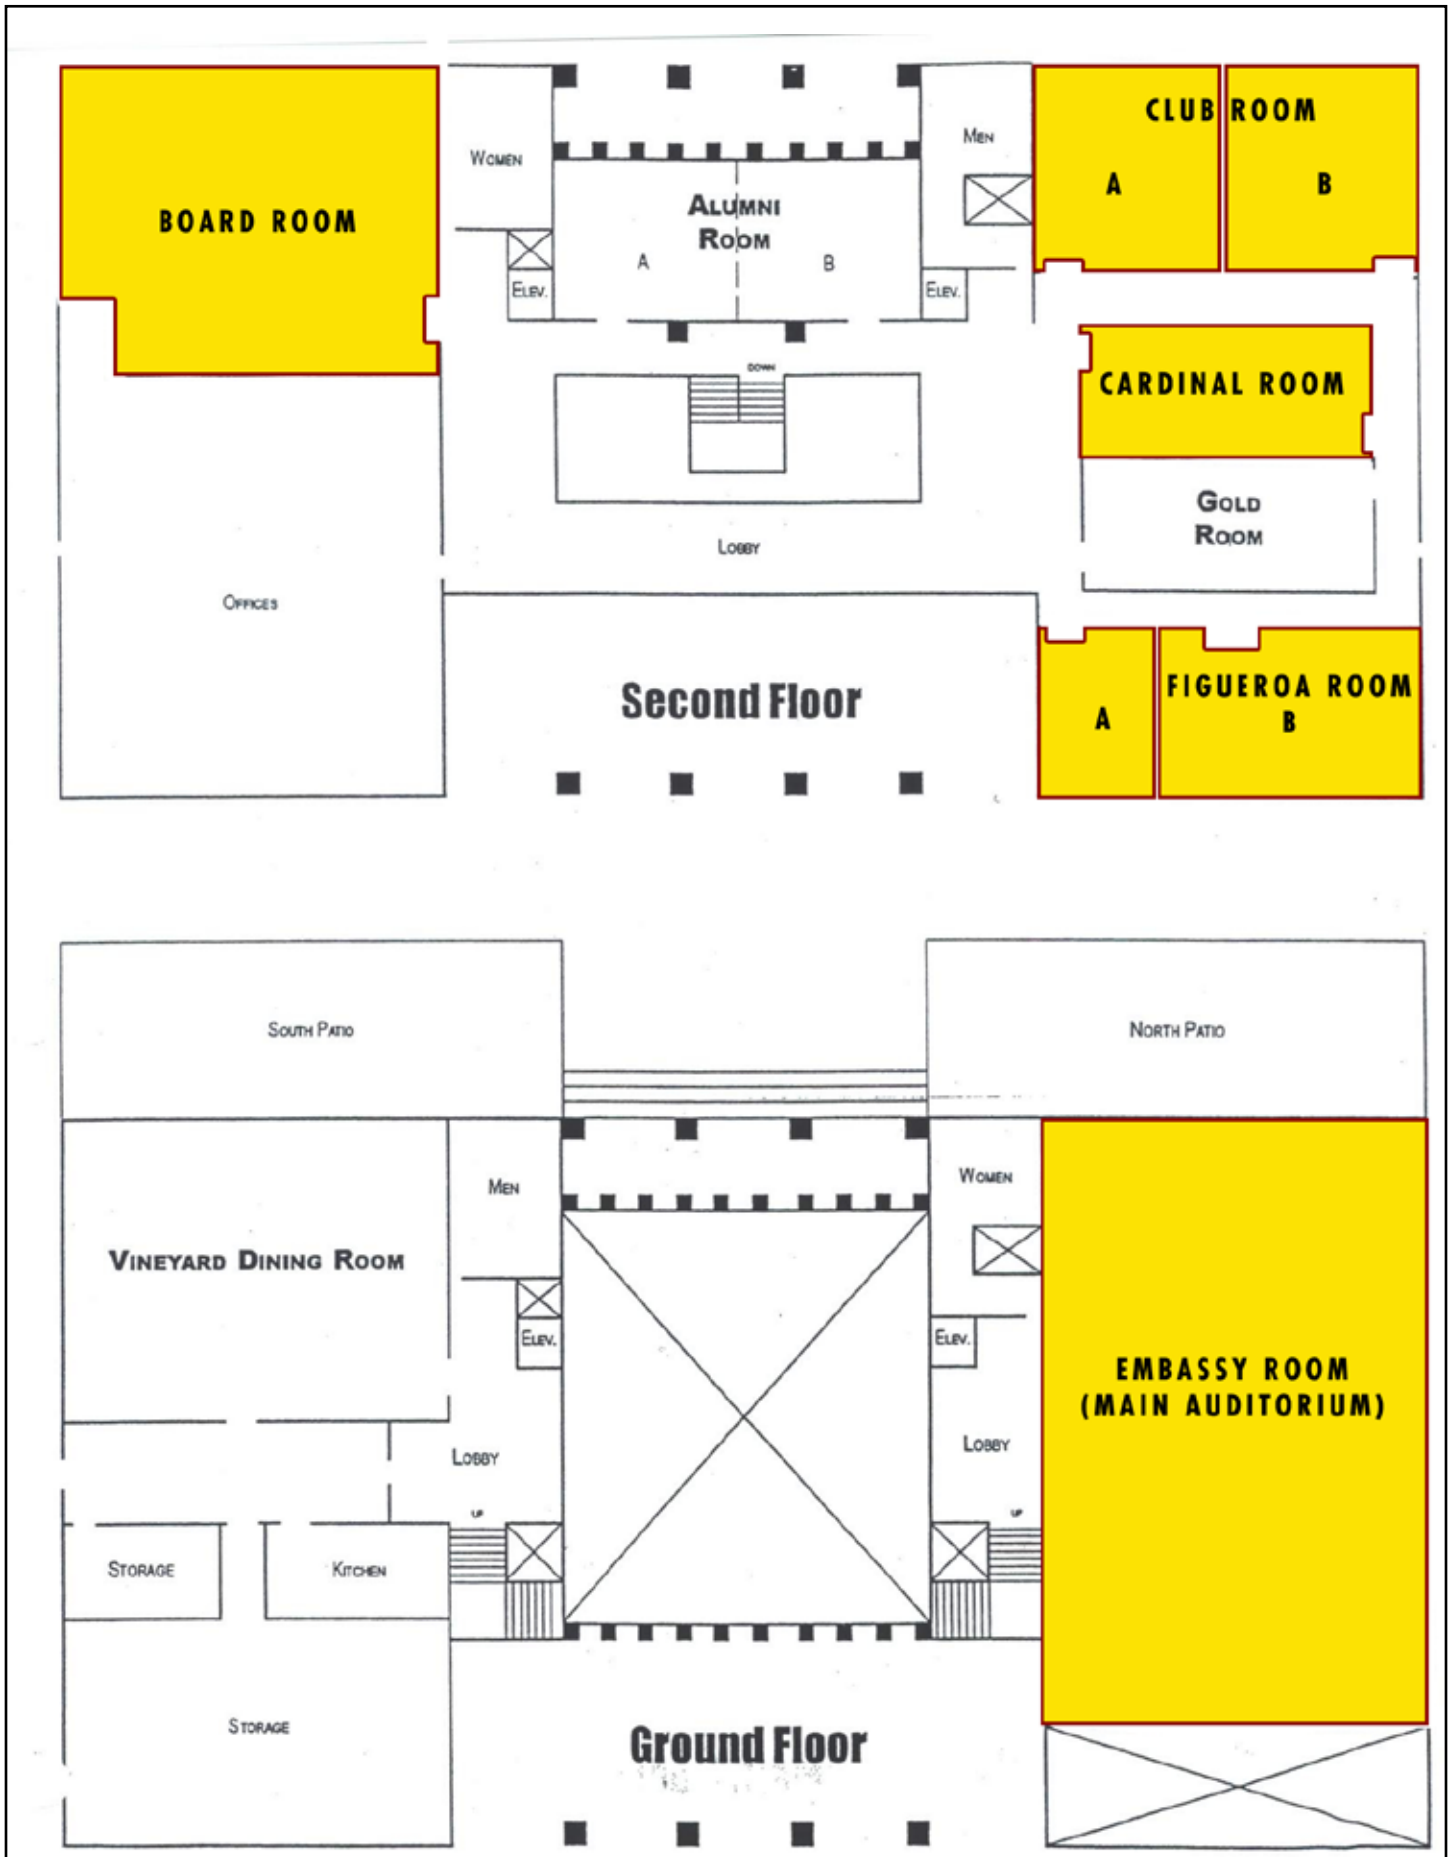 CLUB ROOM
MEN
WOMEN
A
B
ALUMNI
ROOM
BOARD ROOM
A
B
ELEV.
ELEV.
DOWN
CARDINAL ROOM
GOLD
ROOM
LOBBY
OFFICES
FIGUEROA ROOM
A
B
Second Floor
SOUTH PATIO
NORTH PATIO
MEN
WOMEN
VINEYARD DINING ROOM
ELEV.
ELEV.
EMBASSY ROOM
(MAIN AUDITORIUM)
LOBBY
LOBBY
UP
UP
STORAGE
KITCHEN
STORAGE
Ground Floor